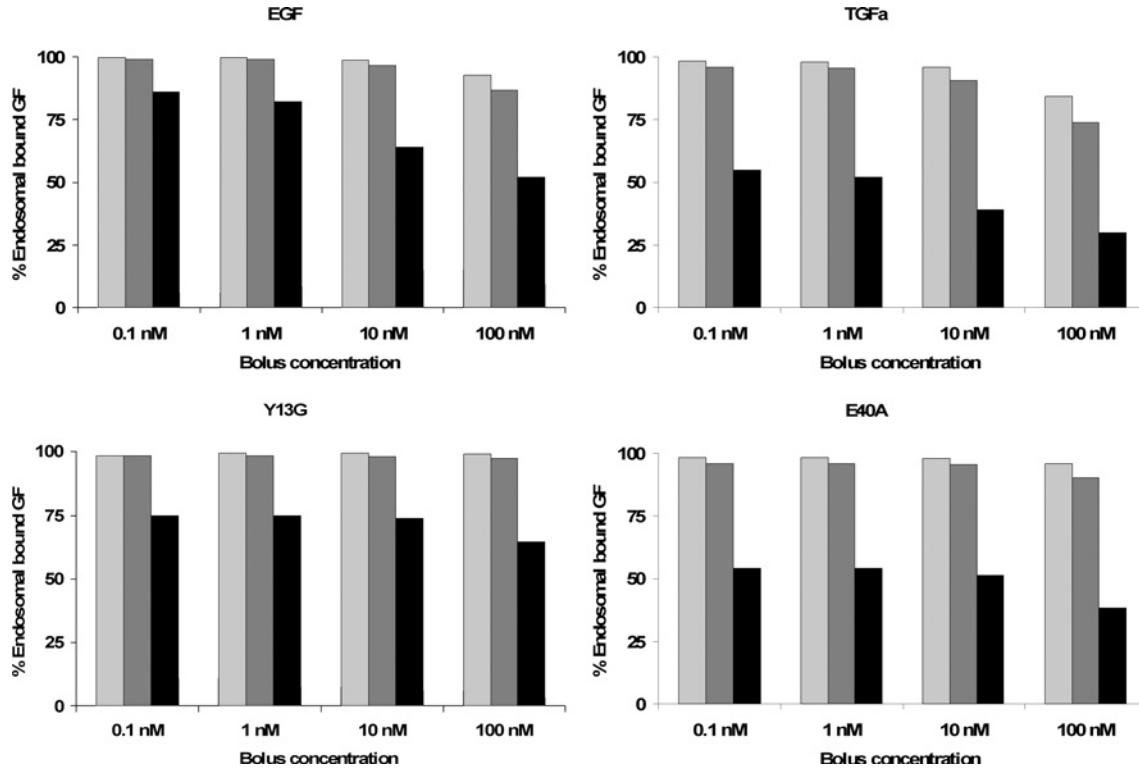 EGF
% Endosomal bound GF
100
75
50
25
0
0.1 nM 1 nM 10 nM 100 nM
Bolus concentration
TGFa
% Endosomal bound GF
100
75
50
25
0
0.1 nM 1 nM 10 nM 100 nM
Bolus concentration
Y13G
% Endosomal bound GF
100
75
50
25
0
0.1 nM 1 nM 10 nM 100 nM
Bolus concentration
E40A
% Endosomal bound GF
100
75
50
25
0
0.1 nM 1 nM 10 nM 100 nM
Bolus concentration